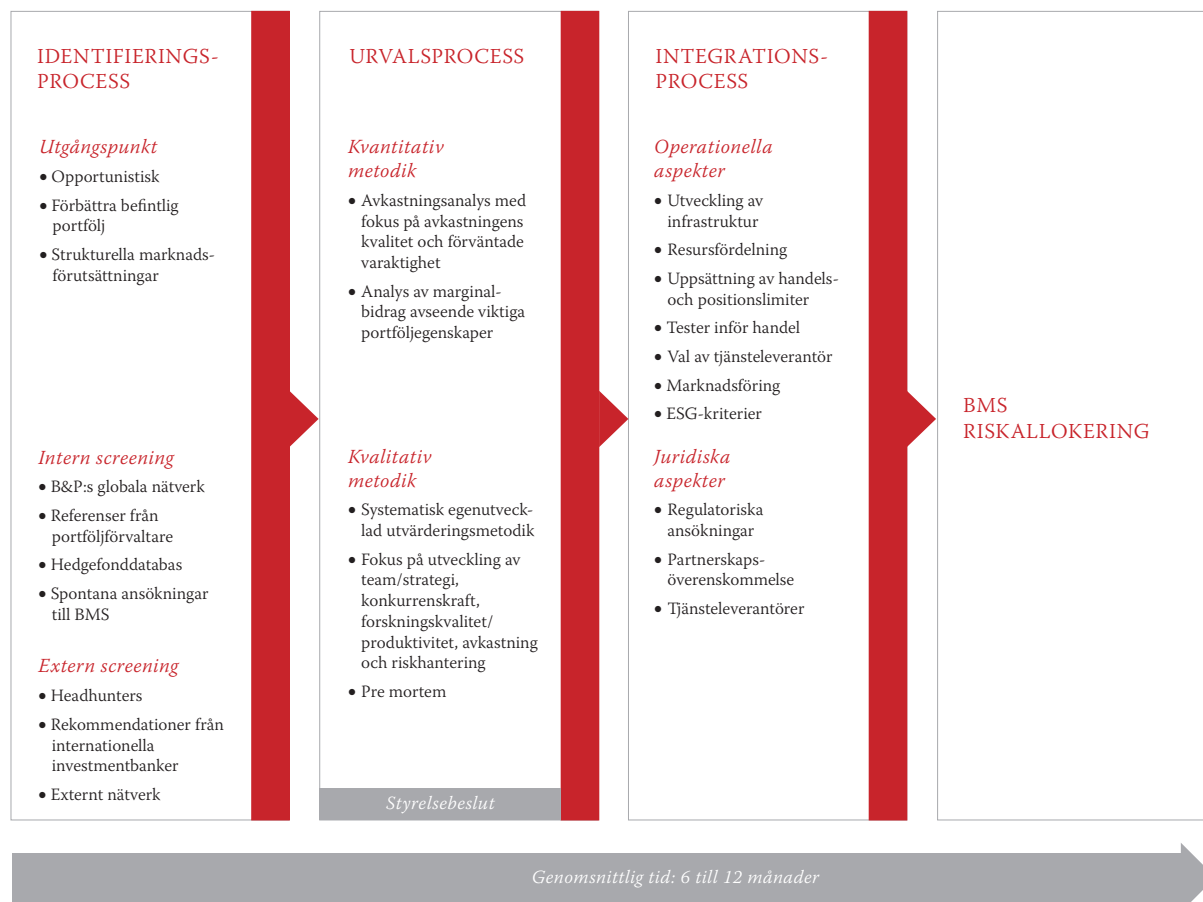 IDENTIFIERINGS-
PROCESS
Utgångspunkt
• Opportunistisk
• Förbättra befintlig
portfölj
• Strukturella marknads-
förutsättningar
Intern screening
• B&P:s globala nätverk
• Referenser från
portföljförvaltare
• Hedgefonddatabas
• Spontana ansökningar
till BMS
Extern screening
• Headhunters
• Rekommendationer från
internationella
investmentbanker
• Externt nätverk
URVALSPROCESS
Kvantitativ
metodik
• Avkastningsanalys med
fokus på avkastningens
kvalitet och förväntade
varaktighet
• Analys av marginal-
bidrag avseende viktiga
portföljegenskaper
Kvalitativ
metodik
• Systematisk egenutveck-
lad utvärderingsmetodik
• Fokus på utveckling av
team/strategi,
konkurrenskraft,
forskningskvalitet/
produktivitet, avkastning
och riskhantering
• Pre mortem
Styrelsebeslut
INTEGRATIONS-
PROCESS
Operationella
aspekter
• Utveckling av
infrastruktur
• Resursfördelning
• Uppsättning av handels-
och positionslimiter
• Tester inför handel
• Val av tjänsteleverantör
• Marknadsföring
• ESG-kriterier
Juridiska
aspekter
• Regulatoriska
ansökningar
• Partnerskaps-
överenskommelse
• Tjänsteleverantörer
BMS
RISKALLOKERING
Genomsnittlig tid: 6 till 12 månader